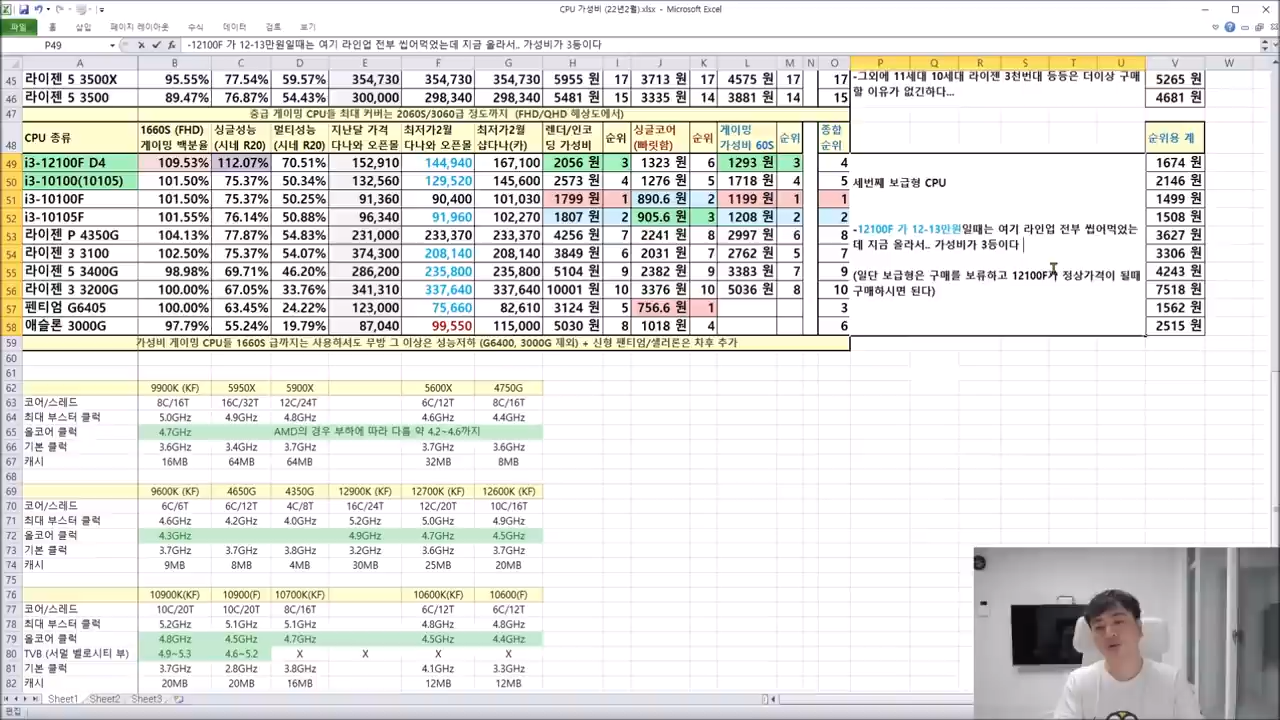 CPU 가성비 (22년2월).xlsx - Microsoft Excel
파일 홈 삽입 페이지 레이아웃 수식 데이터 검토 보기
P49 -12100F 가 12-13만원일때는 여기 라인업 전부 씹어먹었는데 지금 올라서.. 가성비가 3등이다
A B C D E F G H I J K L M N O P Q R S T U V W
45 라이젠 5 3500X 95.55% 77.54% 59.57% 354,730 354,730 354,730 5955 원 17 3713 원 17 4575 원 17 17 5265 원
-그외에 11세대 10세대 라이젠 3천번대 등등은 더이상 구매
할 이유가 없긴하다...
46 라이젠 5 3500 89.47% 76.87% 54.43% 300,000 298,340 298,340 5481 원 15 3335 원 14 3881 원 14 15 4681 원
47 중급 게이밍 CPU들 최대 커버는 2060S/3060급 정도까지 (FHD/QHD 해상도에서)
48 CPU 종류 1660S (FHD) 게이밍 백분율 싱글성능 (시네 R20) 멀티성능 (시네 R20) 지난달 가격 다나와 오픈몰 최저가2월 다나와 오픈몰 최저가2월 샵다나(카) 렌더/인코딩 가성비 순위 싱글코어 (빠릿함) 순위 게이밍 가성비 60S 순위 종합 순위 순위용 계
49 i3-12100F D4 109.53% 112.07% 70.51% 152,910 144,940 167,100 2056 원 3 1323 원 6 1293 원 3 4 1674 원
50 i3-10100(10105) 101.50% 75.37% 50.34% 132,560 129,520 145,600 2573 원 4 1276 원 5 1718 원 4 5 2146 원
세번째 보급형 CPU
51 i3-10100F 101.50% 75.37% 50.25% 91,360 90,400 101,030 1799 원 1 890.6 원 2 1199 원 1 1 1499 원
52 i3-10105F 101.55% 76.14% 50.88% 96,340 91,960 102,270 1807 원 2 905.6 원 3 1208 원 2 2 1508 원
53 라이젠 P 4350G 104.13% 77.87% 54.83% 231,000 233,370 233,370 4256 원 7 2241 원 8 2997 원 6 8 3627 원
-12100F 가 12-13만원일때는 여기 라인업 전부 씹어먹었는
데 지금 올라서.. 가성비가 3등이다
54 라이젠 3 3100 100.50% 74.37% 54.03% 274,300 208,140 208,140 3849 원 6 2031 원 7 2762 원 5 7 3306 원
55 라이젠 5 3400G 98.98% 69.71% 46.20% 286,200 235,800 235,800 5104 원 9 2382 원 9 3383 원 7 9 4243 원
56 라이젠 3 3200G 100.00% 67.05% 33.76% 341,310 337,640 337,640 10001 원 10 3376 원 10 5036 원 8 10 7518 원
(일단 보급형은 구매를 보류하고 12100F가 정상가격이 될때
구매하시면 된다)
57 펜티엄 G6405 100.00% 63.45% 24.22% 123,000 75,660 82,610 3124 원 5 756.6 원 1 3 1562 원
58 애슬론 3000G 97.79% 55.24% 19.79% 87,040 99,550 115,000 5030 원 8 1018 원 4 6 2515 원
59 가성비 게이밍 CPU들 1660S 급까지는 사용하셔도 무방 그 이상은 성능저하 (G6400, 3000G 제외) + 신형 펜티엄/셀러론은 차후 추가
60
61
62 9900K (KF) 5950X 5900X 5600X 4750G
63 코어/스레드 8C/16T 16C/32T 12C/24T 6C/12T 8C/16T
64 최대 부스터 클럭 5.0GHz 4.9GHz 4.8GHz 4.6GHz 4.4GHz
65 올코어 클럭 4.7GHz AMD의 경우 부하에 따라 다름 약 4.2~4.6까지
66 기본 클럭 3.6GHz 3.4GHz 3.7GHz 3.7GHz 3.6GHz
67 캐시 16MB 64MB 64MB 32MB 8MB
68
69 9600K (KF) 4650G 4350G 12900K (KF) 12700K (KF) 12600K (KF)
70 코어/스레드 6C/6T 6C/12T 4C/8T 16C/24T 12C/20T 10C/16T
71 최대 부스터 클럭 4.6GHz 4.2GHz 4.0GHz 5.2GHz 5.0GHz 4.9GHz
72 올코어 클럭 4.3GHz 4.9GHz 4.7GHz 4.5GHz
73 기본 클럭 3.7GHz 3.7GHz 3.8GHz 3.2GHz 3.6GHz 3.7GHz
74 캐시 9MB 8MB 4MB 30MB 25MB 20MB
75
76 10900K(KF) 10900(F) 10700K(KF) 10600K(KF) 10600(F)
77 코어/스레드 10C/20T 10C/20T 8C/16T 6C/12T 6C/12T
78 최대 부스터 클럭 5.2GHz 5.1GHz 5.1GHz 4.8GHz 4.8GHz
79 올코어 클럭 4.8GHz 4.5GHz 4.7GHz 4.5GHz 4.4GHz
80 TVB (서멀 벨로시티 부) 4.9~5.3 4.6~5.2 X X X X
81 기본 클럭 3.7GHz 2.8GHz 3.8GHz 4.1GHz 3.3GHz
82 캐시 20MB 20MB 16MB 12MB 12MB
Sheet1 Sheet2 Sheet3
편집